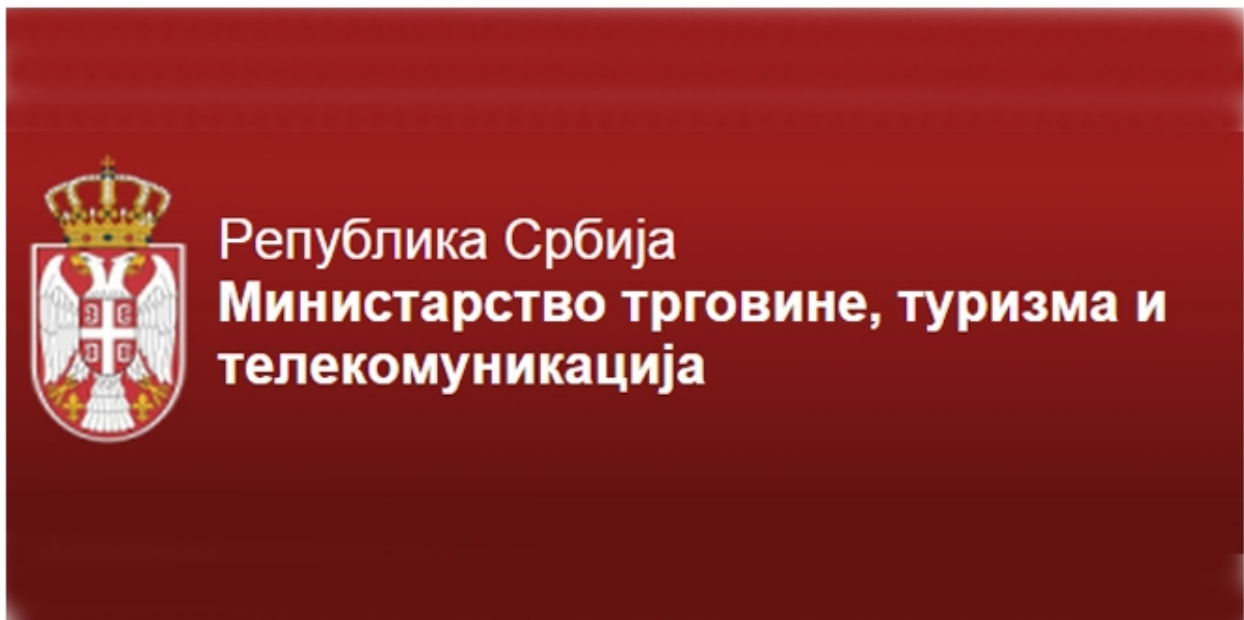 Република Србија
Министарство трговине, туризма и
телекомуникација